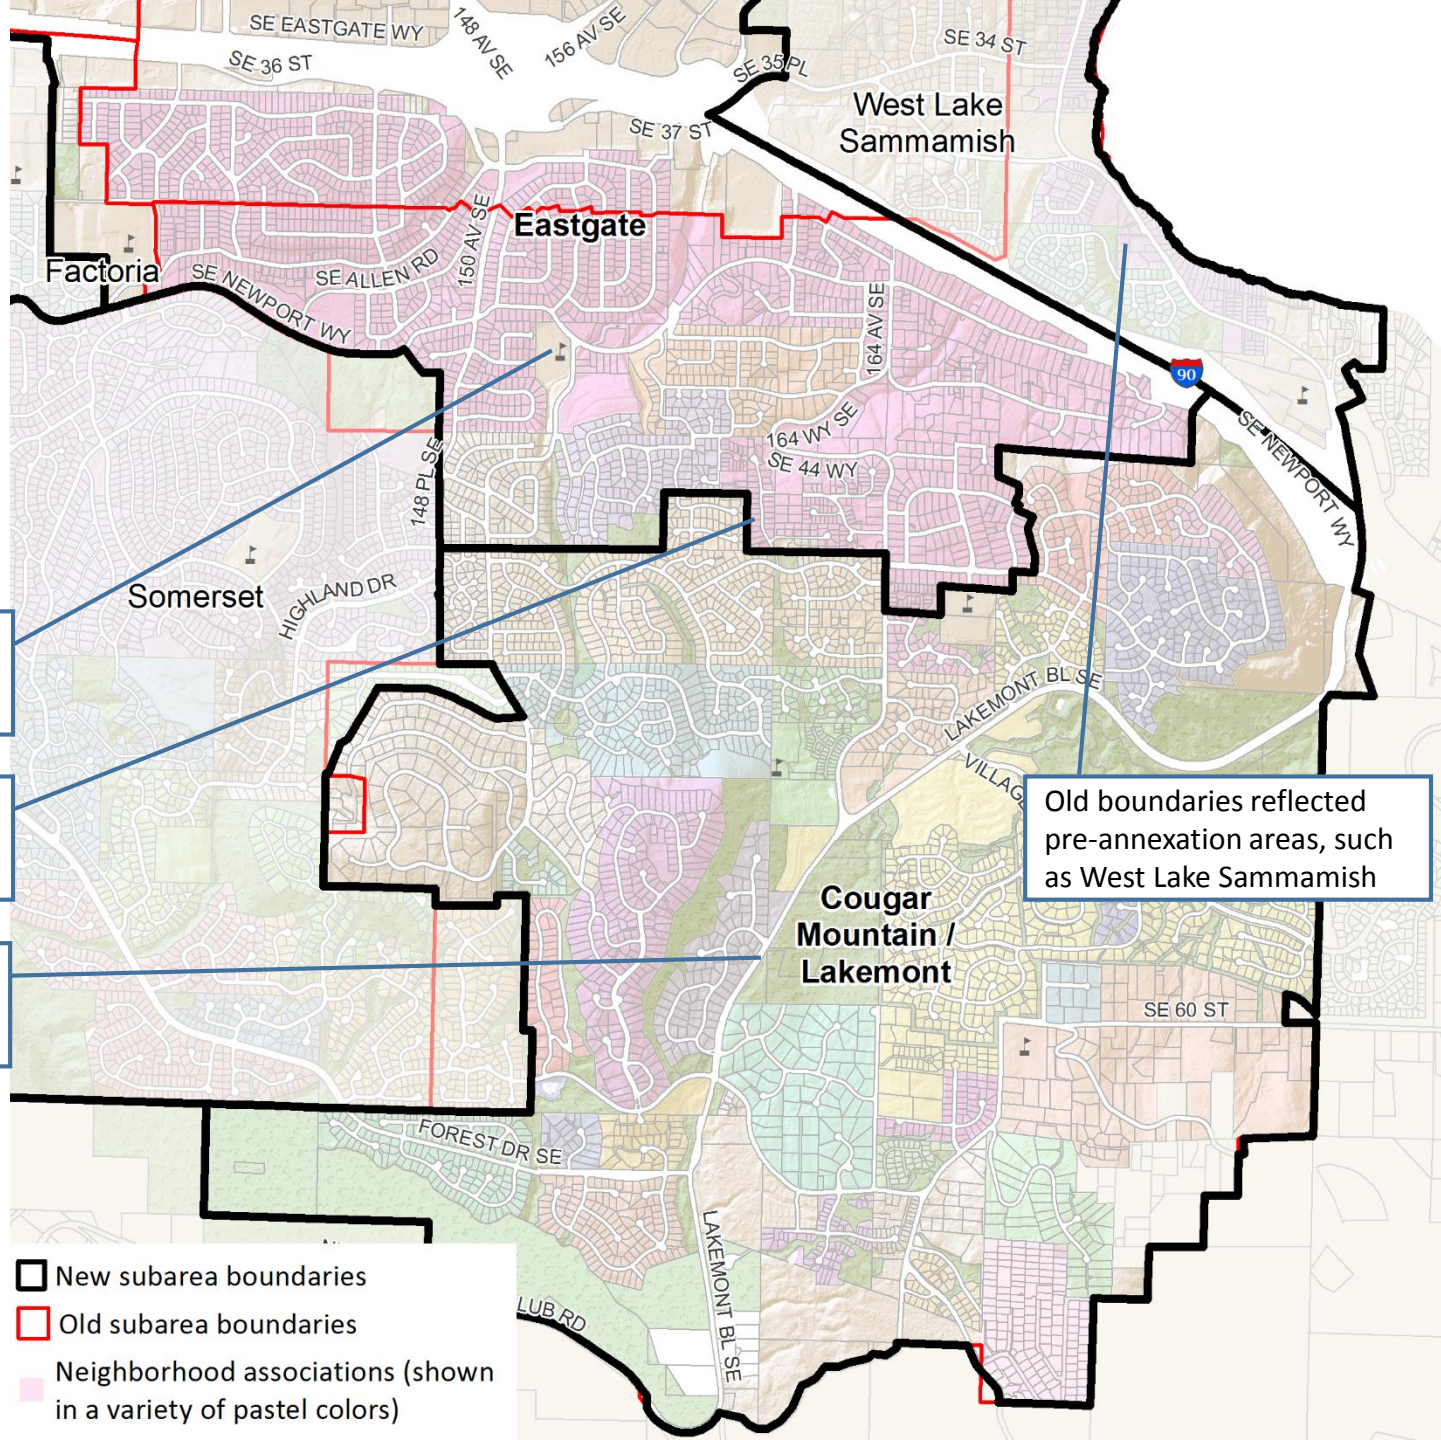 SE EASTGATE WY
148 AV SE
156 AV SE
SE 34 ST
SE 36 ST
SE 35 PL
West Lake
Sammamish
SE 37 ST
Eastgate
150 AV SE
Factoria
SE ALLEN RD
SE NEWPORT WY
164 AV SE
90
164 WY SE
SE 44 WY
SE NEWPORT WY
148 PL SE
Somerset
HIGHLAND DR
LAKEMONT BL SE
VILLAGE
Old boundaries reflected
pre-annexation areas, such
as West Lake Sammamish
Cougar
Mountain /
Lakemont
SE 60 ST
FOREST DR SE
LAKEMONT BL SE
LUB RD
New subarea boundaries
Old subarea boundaries
Neighborhood associations (shown
in a variety of pastel colors)